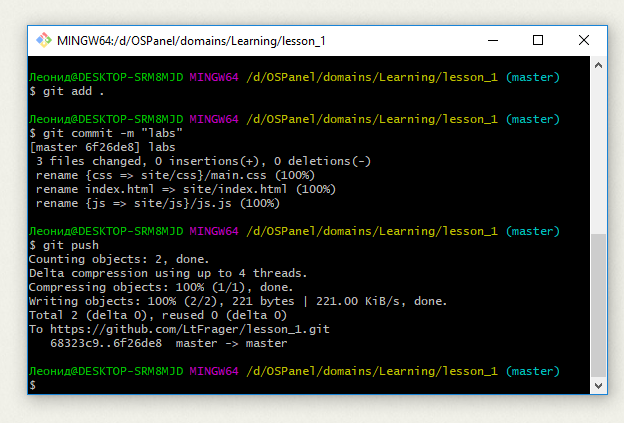 MINGW64:/d/OSPanel/domains/Learning/lesson_1
Леонид@DESKTOP-SRM8MJD MINGW64 /d/OSPanel/domains/Learning/lesson_1 (master)
$ git add .
Леонид@DESKTOP-SRM8MJD MINGW64 /d/OSPanel/domains/Learning/lesson_1 (master)
$ git commit -m "labs"
[master 6f26de8] labs
 3 files changed, 0 insertions(+), 0 deletions(-)
 rename {css => site/css}/main.css (100%)
 rename index.html => site/index.html (100%)
 rename {js => site/js}/js.js (100%)
Леонид@DESKTOP-SRM8MJD MINGW64 /d/OSPanel/domains/Learning/lesson_1 (master)
$ git push
Counting objects: 2, done.
Delta compression using up to 4 threads.
Compressing objects: 100% (1/1), done.
Writing objects: 100% (2/2), 221 bytes | 221.00 KiB/s, done.
Total 2 (delta 0), reused 0 (delta 0)
To https://github.com/LtFrager/lesson_1.git
   68323c9..6f26de8  master -> master
Леонид@DESKTOP-SRM8MJD MINGW64 /d/OSPanel/domains/Learning/lesson_1 (master)
$